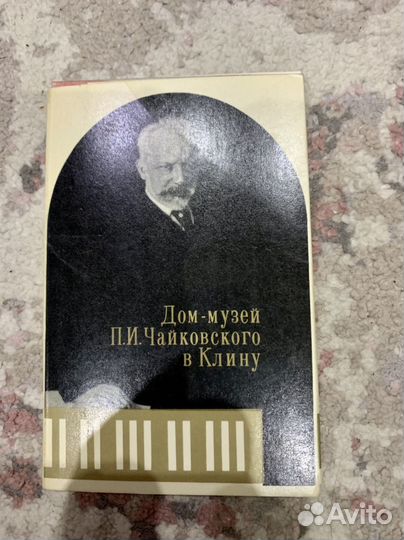 Дом-музей
П.И.Чайковского
в Клину
Avito